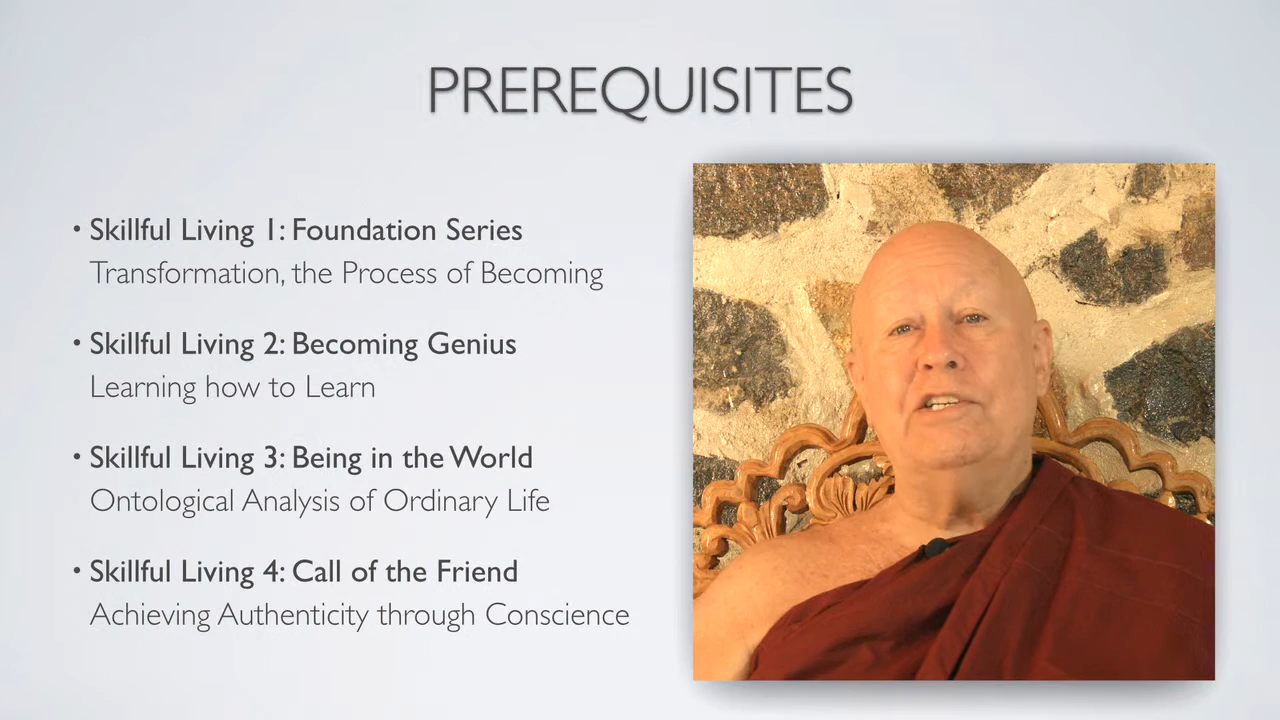 PREREQUISITES
• Skillful Living 1: Foundation Series
Transformation, the Process of Becoming
• Skillful Living 2: Becoming Genius
Learning how to Learn
• Skillful Living 3: Being in the World
Ontological Analysis of Ordinary Life
• Skillful Living 4: Call of the Friend
Achieving Authenticity through Conscience